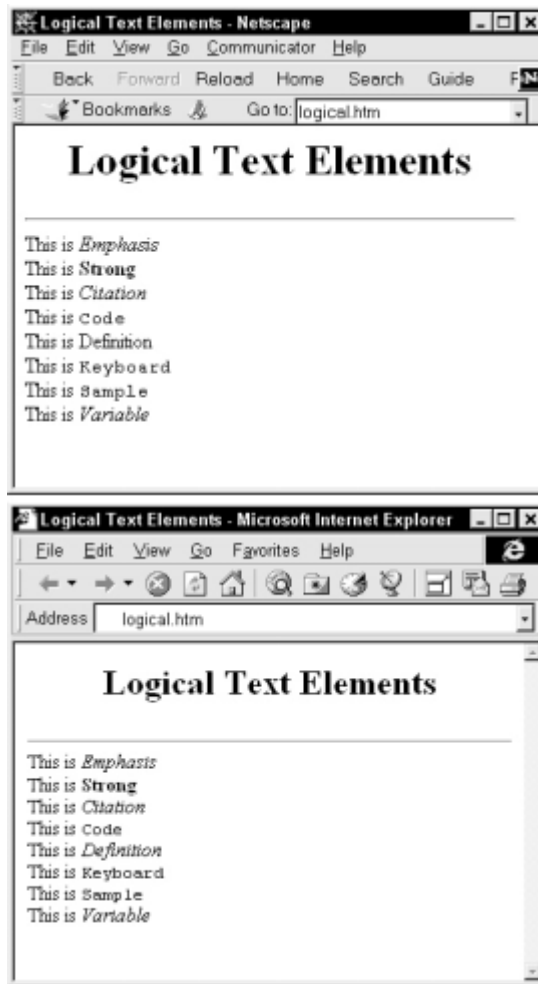 Logical Text Elements - Netscape
File Edit View Go Communicator Help
Back Forward Reload Home Search Guide
Bookmarks Go to: logical.htm
Logical Text Elements
This is Emphasis
This is Strong
This is Citation
This is Code
This is Definition
This is Keyboard
This is Sample
This is Variable
Logical Text Elements - Microsoft Internet Explorer
File Edit View Go Favorites Help
Address logical.htm
Logical Text Elements
This is Emphasis
This is Strong
This is Citation
This is Code
This is Definition
This is Keyboard
This is Sample
This is Variable